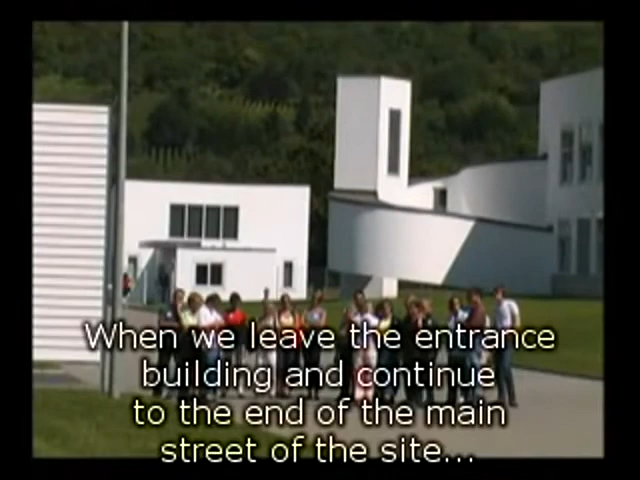 When we leave the entrance
building and continue
to the end of the main
street of the site...